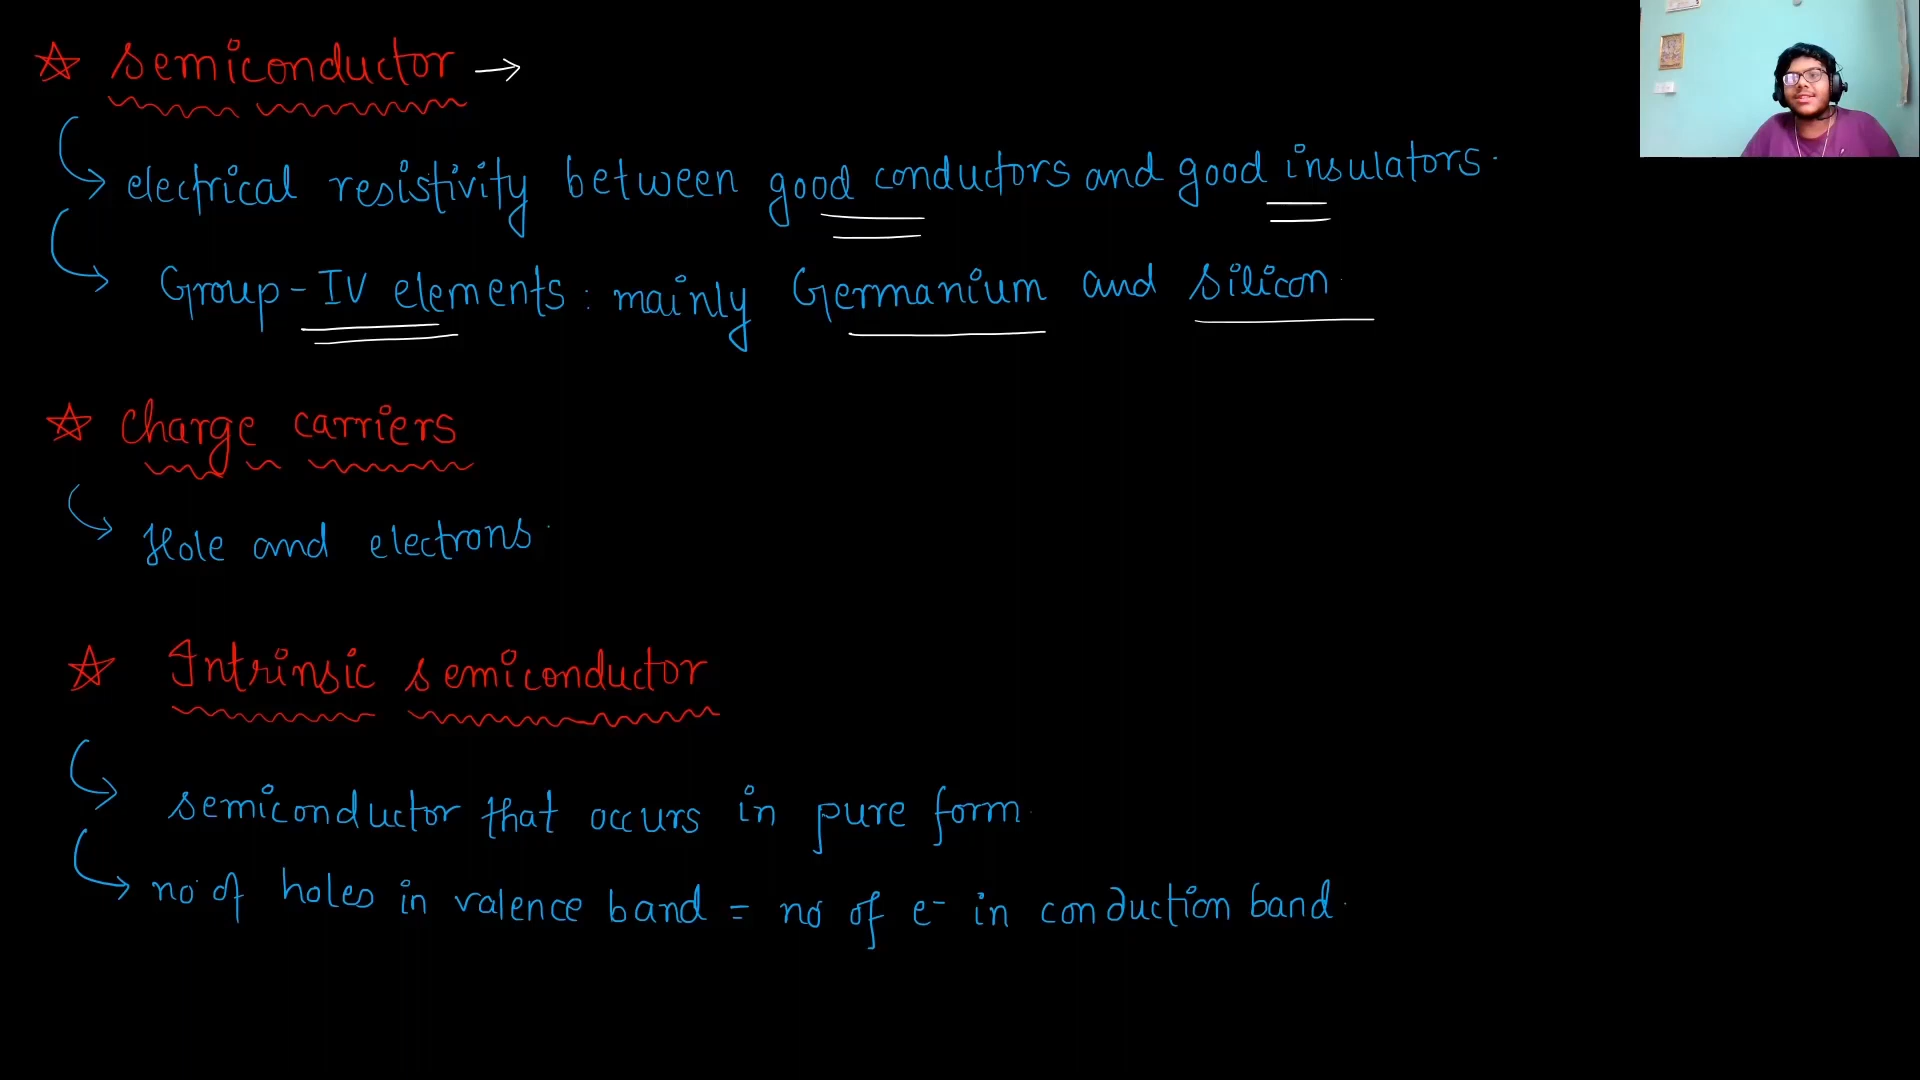 ☆ Semiconductor →
electrical resistivity between good conductors and good insulators.
Group-IV elements: mainly Germanium and silicon.
☆ Charge carriers
Hole and electrons.
☆ Intrinsic semiconductor
semiconductor that occurs in pure form.
no. of holes in valence band = no of e⁻ in conduction band.